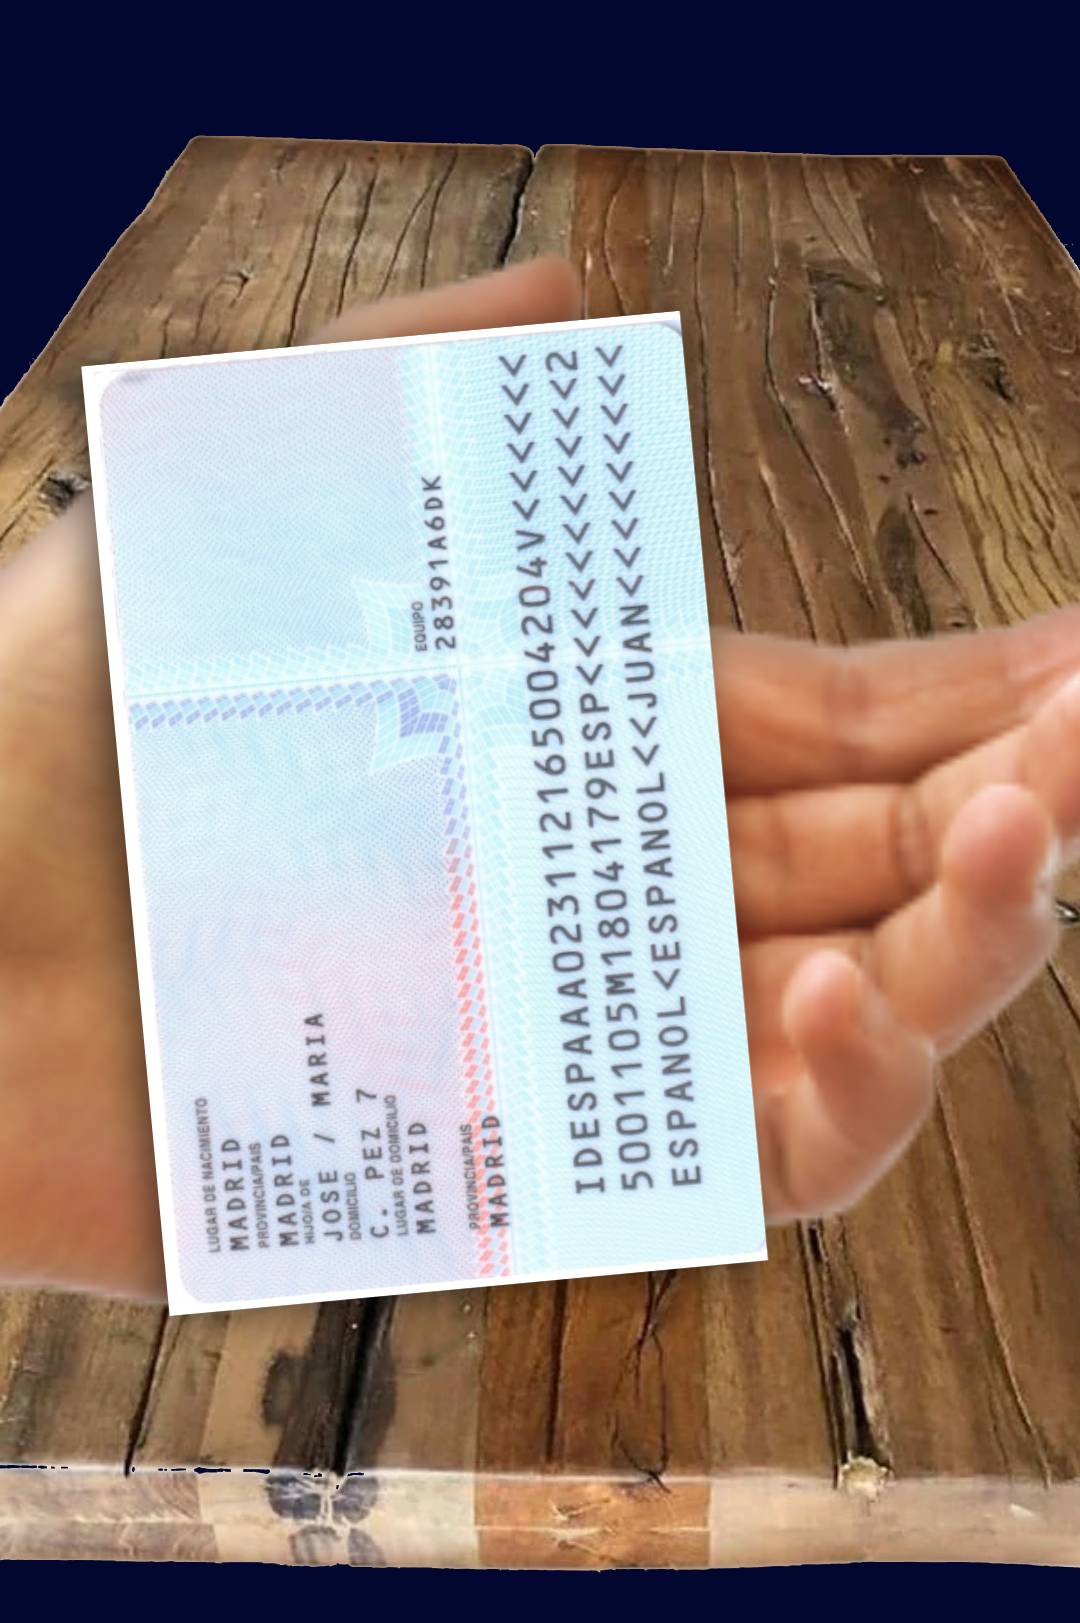 LUGAR DE NACIMIENTO
MADRID
PROVINCIA/PAIS
MADRID
HIJO/A DE
JOSE / MARIA
DOMICILIO
C. PEZ 7
LUGAR DE DOMICILIO
MADRID
PROVINCIA/PAIS
MADRID
EQUIPO
28391A6DK
IDESPAAA023112165004204V<<<<<<
5001105M1804179ESP<<<<<<<<<<<2
ESPANOL<ESPANOL<<JUAN<<<<<<<<<